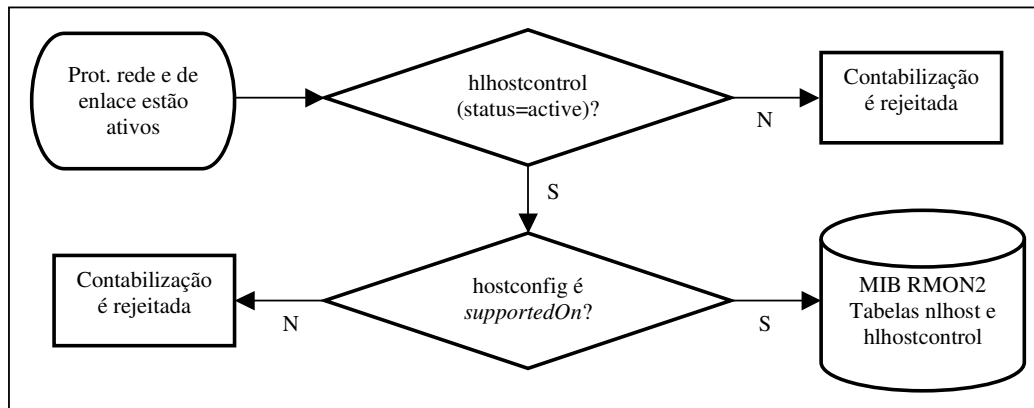 Prot. rede e de
enlace estão
ativos
hlhostcontrol
(status=active)?
N
Contabilização
é rejeitada
S
Contabilização
é rejeitada
N
hostconfig é
supportedOn?
S
MIB RMON2
Tabelas nlhost e
hlhostcontrol